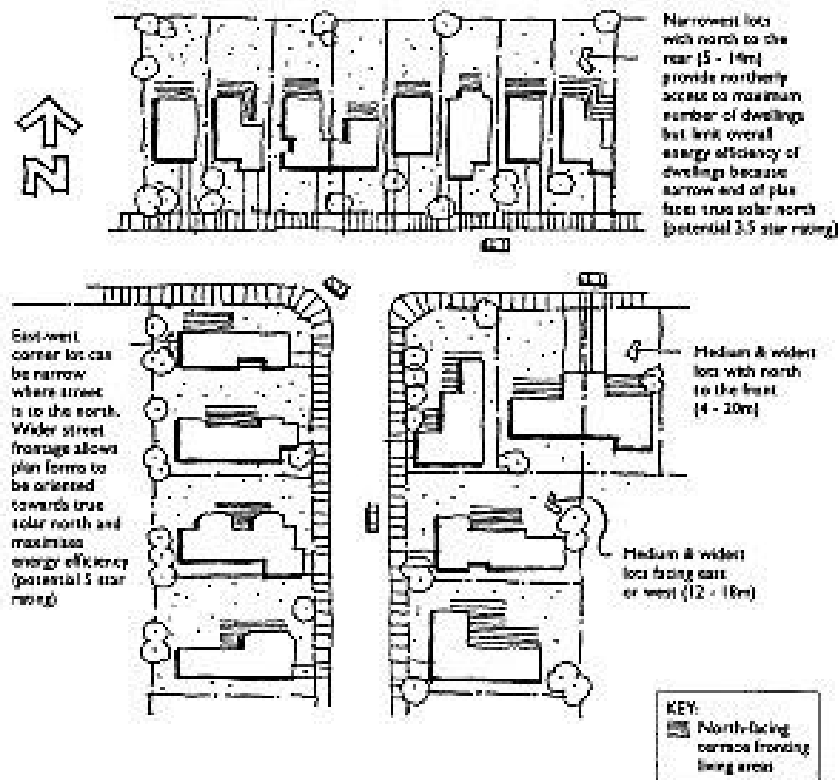 Narrowest lots
with north to the
rear (5 - 14m)
provide northerly
access to maximum
number of dwellings
but limit overall
energy efficiency of
dwellings because
narrow end of plan
faces true solar north
(potential 3.5 star rating)
N
East-west
corner lot can
be narrow
where street
is to the north.
Wider street
frontage allows
plan forms to
be oriented
towards true
solar north and
maximises
energy efficiency
(potential 5 star
rating)
Medium & widest
lots with north
to the front
(4 - 20m)
Medium & widest
lots facing east
or west (12 - 18m)
KEY:
North-facing
terrace fronting
living areas